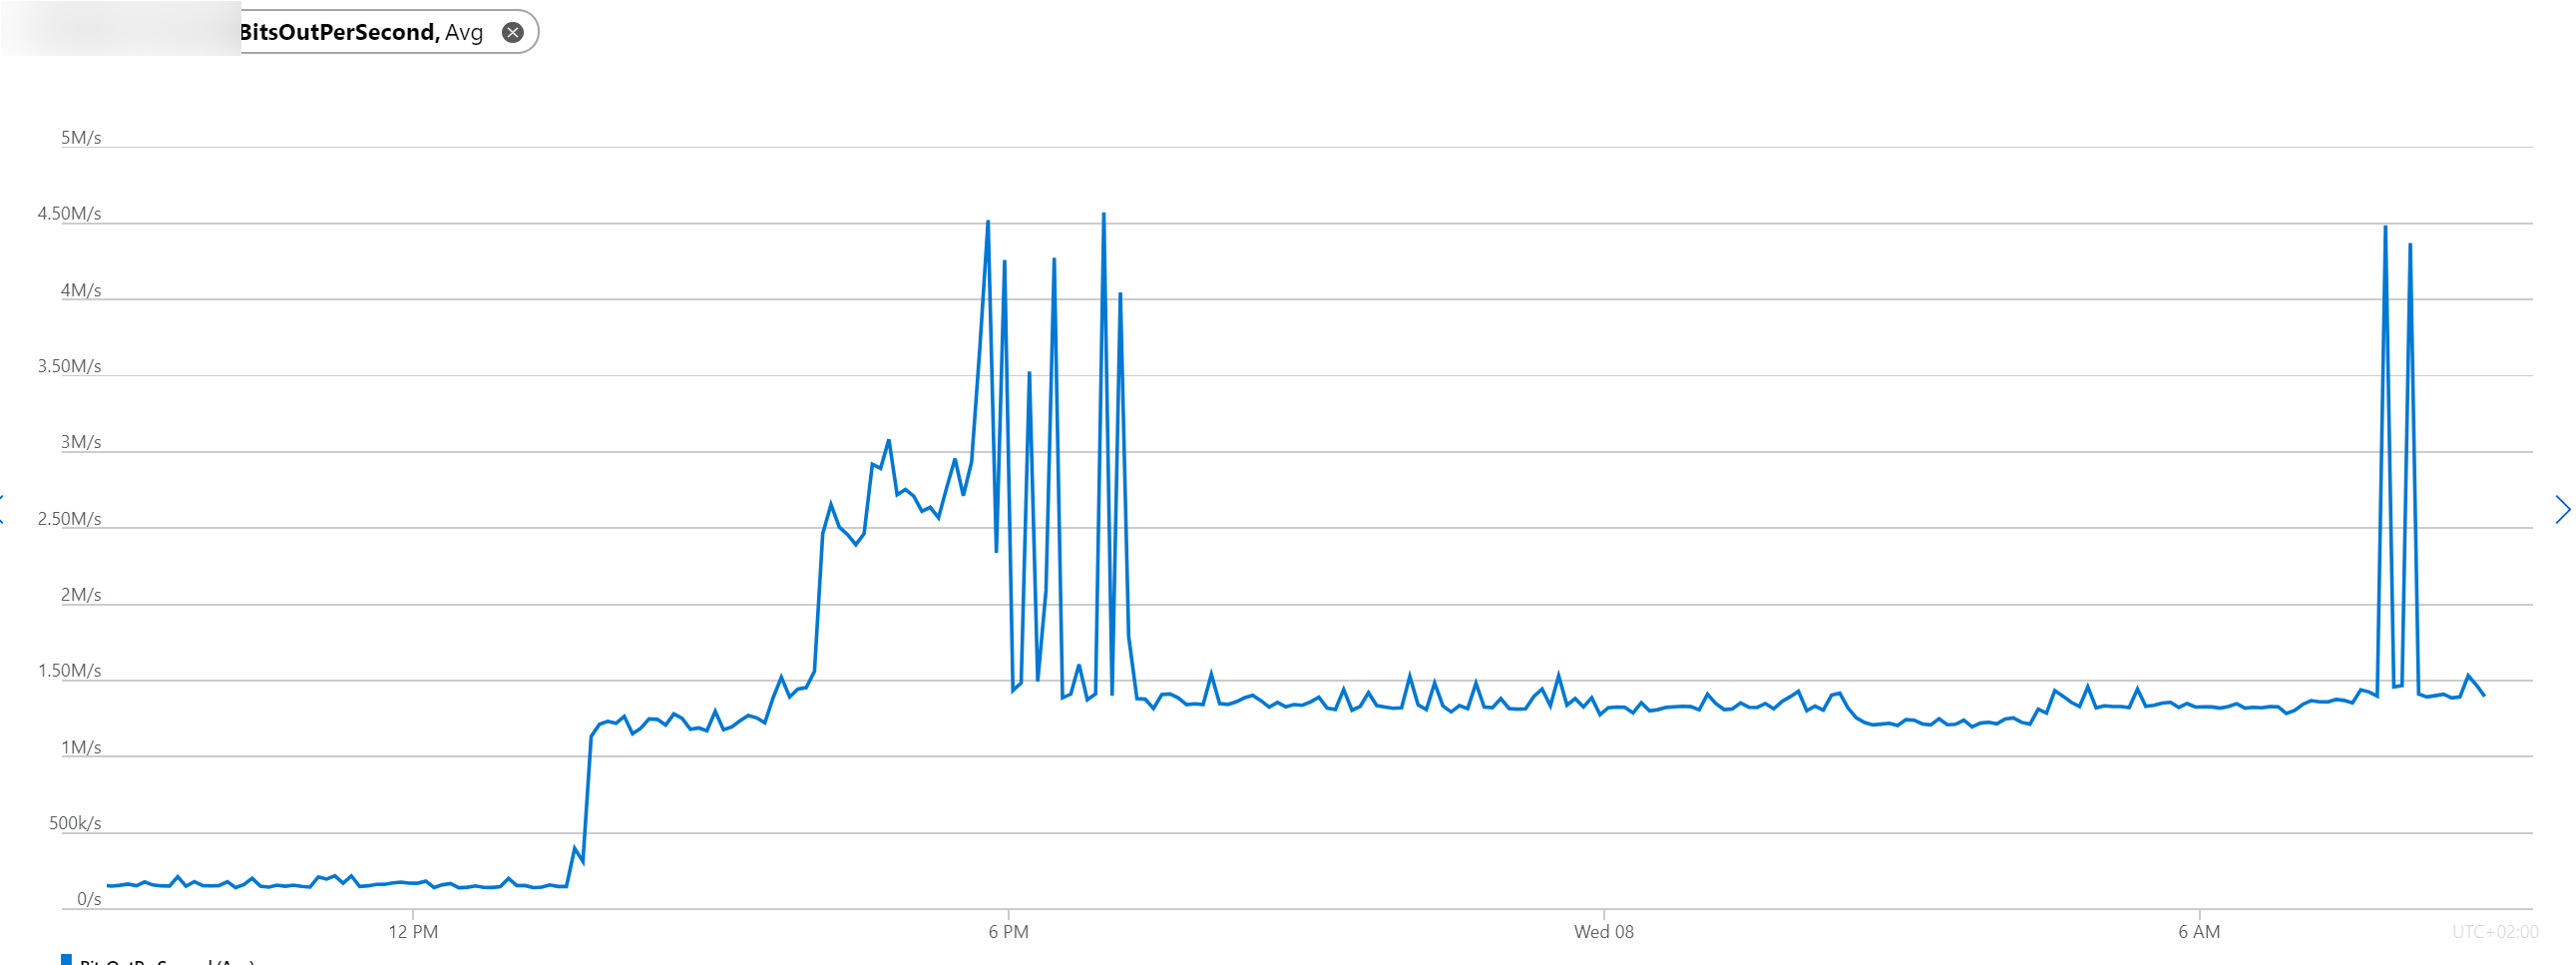 BitsOutPerSecond, Avg
5M/s
4.50M/s
4M/s
3.50M/s
3M/s
2.50M/s
2M/s
1.50M/s
1M/s
500k/s
0/s
12 PM
6 PM
Wed 08
6 AM
UTC+02:00